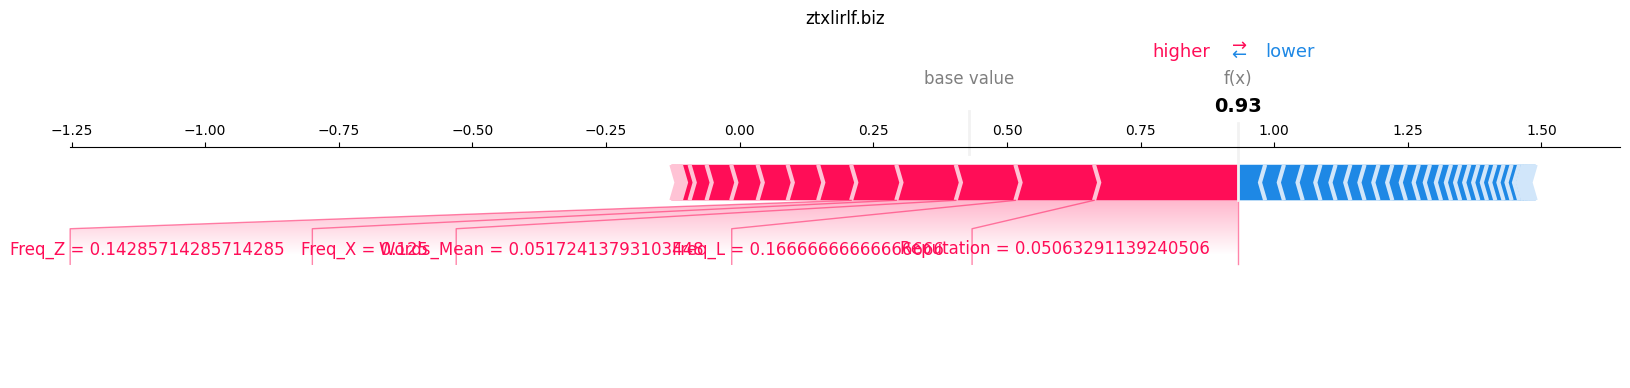 ztxlirlf.biz
higher ⇄ lower
base value f(x)
0.93
−1.25 −1.00 −0.75 −0.50 −0.25 0.00 0.25 0.50 0.75 1.00 1.25 1.50
Freq_Z = 0.14285714285714285 Freq_X = 0.125 Words_Mean = 0.05172413793103448 Freq_L = 0.16666666666666666 Reputation = 0.05063291139240506